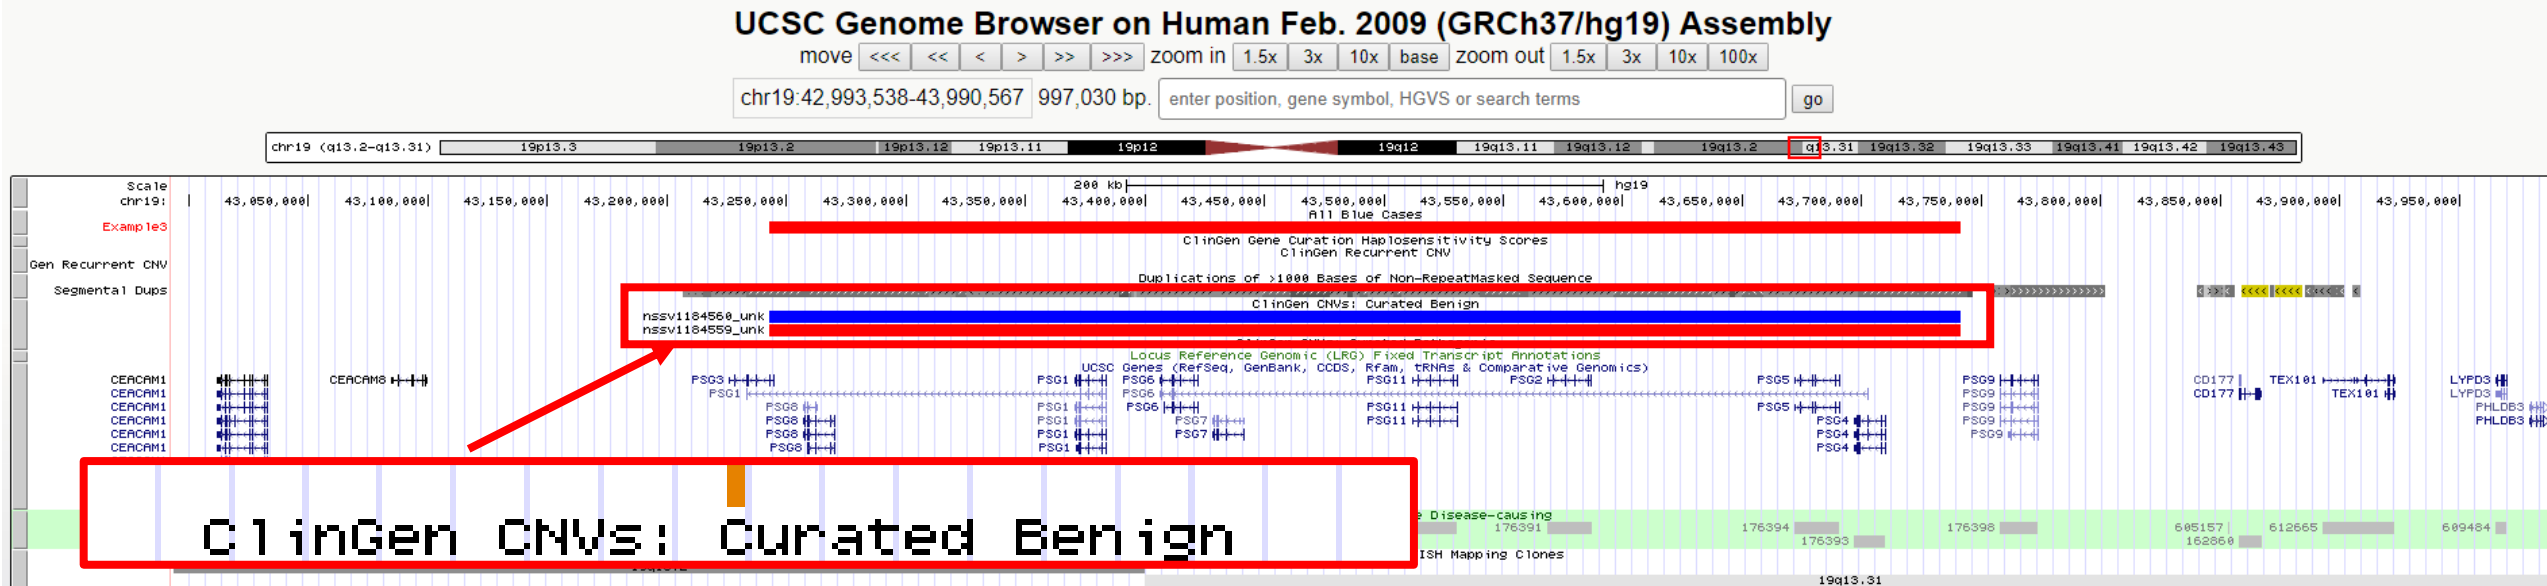 UCSC Genome Browser on Human Feb. 2009 (GRCh37/hg19) Assembly
move <<< << < > >> >>> zoom in 1.5x 3x 10x base zoom out 1.5x 3x 10x 100x
chr19:42,993,538-43,990,567 997,030 bp. enter position, gene symbol, HGVS or search terms go
chr19 (q13.2-q13.31) 19p13.3 19p13.2 19p13.12 19p13.11 19p12 19q12 19q13.11 19q13.12 19q13.2 q13.31 19q13.32 19q13.33 19q13.41 19q13.42 19q13.43
Scale 200 kb hg19
chr19: 43,050,000 43,100,000 43,150,000 43,200,000 43,250,000 43,300,000 43,350,000 43,400,000 43,450,000 43,500,000 43,550,000 43,600,000 43,650,000 43,700,000 43,750,000 43,800,000 43,850,000 43,900,000 43,950,000
All Blue Cases
Example3
ClinGen Gene Curation Haplosensitivity Scores
ClinGen Recurrent CNV
Gen Recurrent CNV
Duplications of >1000 Bases of Non-RepeatMasked Sequence
Segmental Dups
ClinGen CNVs: Curated Benign
nssv1184560_unk
nssv1184559_unk
Locus Reference Genomic (LRG) Fixed Transcript Annotations
UCSC Genes (RefSeq, GenBank, CCDS, Rfam, tRNAs & Comparative Genomics)
CEACAM1 CEACAM8 PSG3 PSG1 PSG6 PSG11 PSG2 PSG5 PSG9 CD177 TEX101 LYPD3
CEACAM1 PSG1 PSG6 PSG9 CD177 TEX101 LYPD3
CEACAM1 PSG8 PSG1 PSG6 PSG11 PSG5 PSG9 PHLDB3
CEACAM1 PSG8 PSG1 PSG7 PSG11 PSG4 PSG9 PHLDB3
CEACAM1 PSG8 PSG1 PSG7 PSG4 PSG9
CEACAM1 PSG8 PSG1 PSG4
ClinGen CNVs: Curated Benign
Disease-causing
176391 176394 176398 605157 612665 609484
176393 162860
ISH Mapping Clones
19q13.31